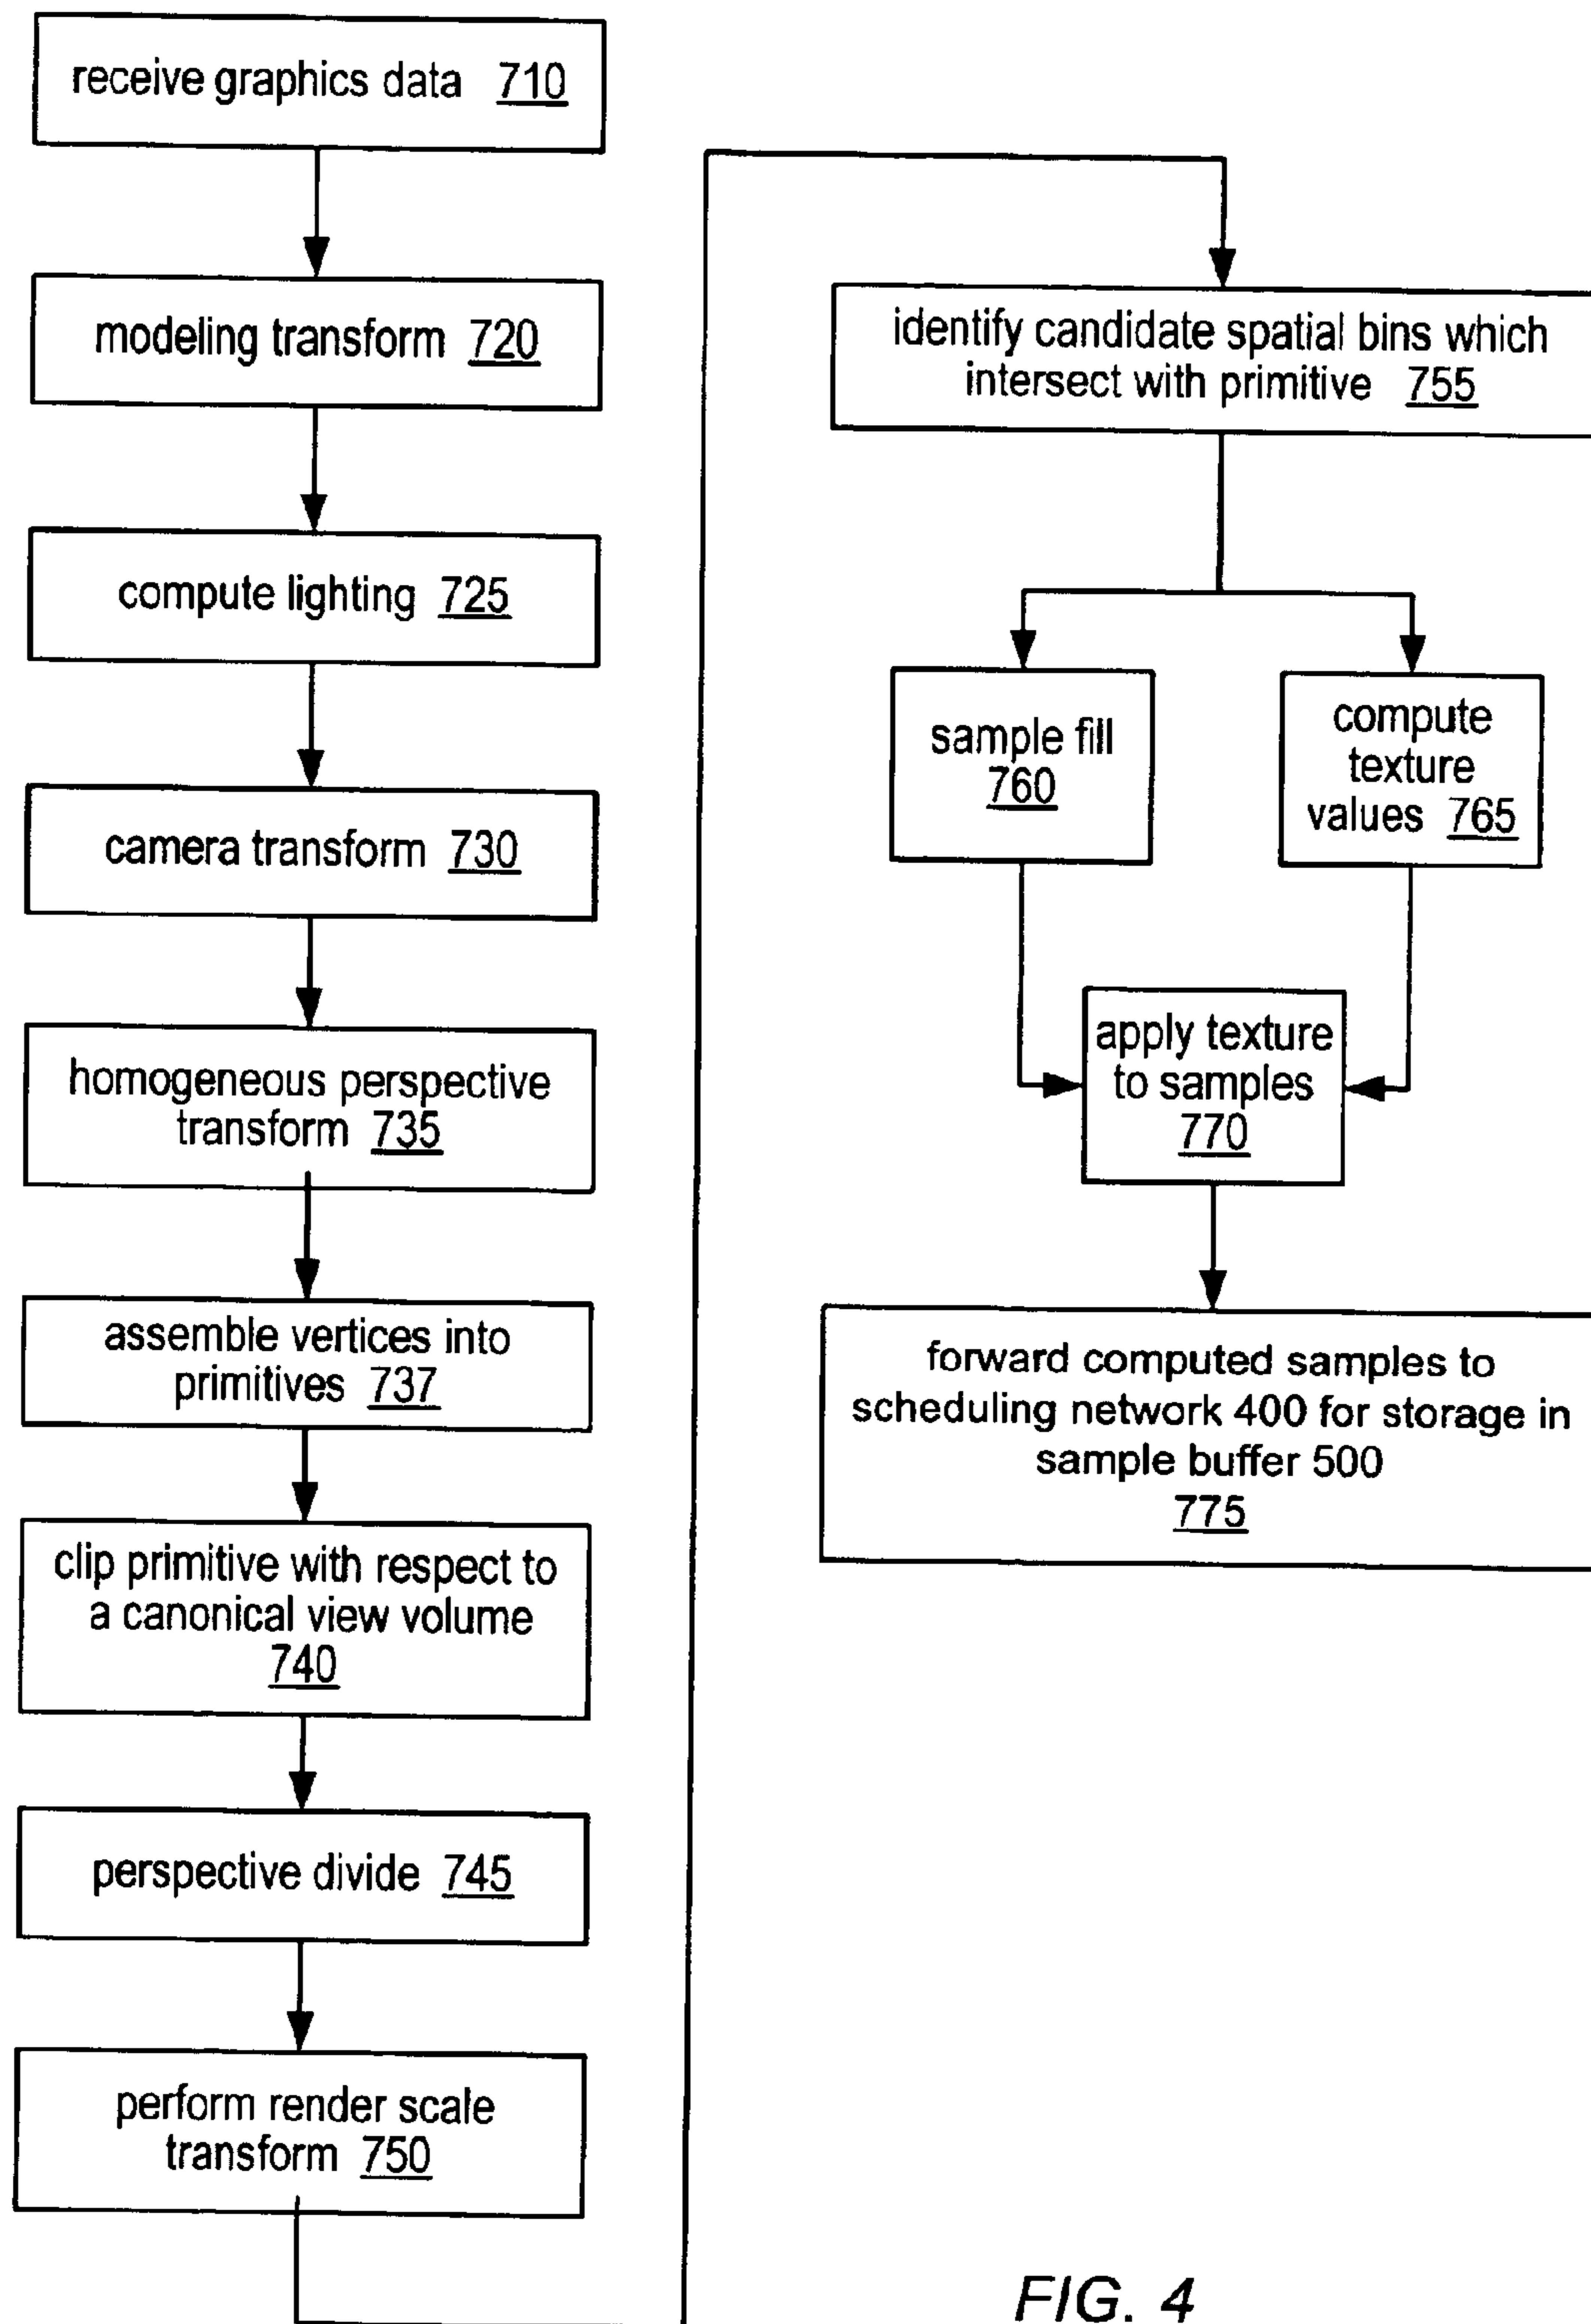 receive graphics data 710
modeling transform 720
compute lighting 725
camera transform 730
homogeneous perspective
transform 735
assemble vertices into
primitives 737
clip primitive with respect to
a canonical view volume
740
perspective divide 745
perform render scale
transform 750
identify candidate spatial bins which
intersect with primitive 755
sample fill
760
compute
texture
values 765
apply texture
to samples
770
forward computed samples to
scheduling network 400 for storage in
sample buffer 500
775
FIG. 4